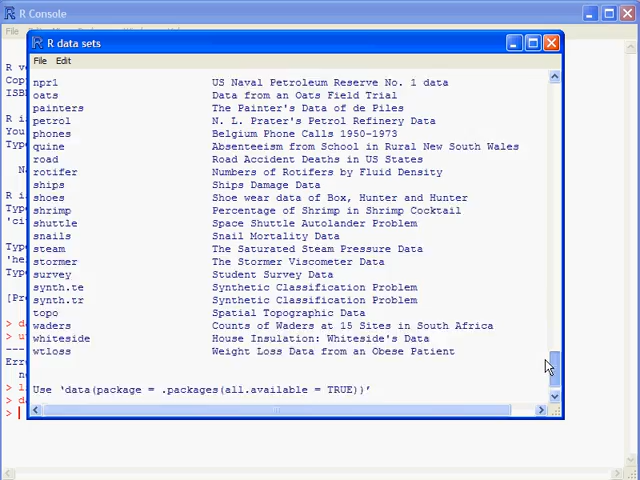 R Console
File
R data sets
File Edit
npr1 US Naval Petroleum Reserve No. 1 data
oats Data from an Oats Field Trial
painters The Painter's Data of de Piles
petrol N. L. Prater's Petrol Refinery Data
phones Belgium Phone Calls 1950-1973
quine Absenteeism from School in Rural New South Wales
road Road Accident Deaths in US States
rotifer Numbers of Rotifers by Fluid Density
ships Ships Damage Data
shoes Shoe wear data of Box, Hunter and Hunter
shrimp Percentage of Shrimp in Shrimp Cocktail
shuttle Space Shuttle Autolander Problem
snails Snail Mortality Data
steam The Saturated Steam Pressure Data
stormer The Stormer Viscometer Data
survey Student Survey Data
synth.te Synthetic Classification Problem
synth.tr Synthetic Classification Problem
topo Spatial Topographic Data
waders Counts of Waders at 15 Sites in South Africa
whiteside House Insulation: Whiteside's Data
wtloss Weight Loss Data from an Obese Patient
Use ‘data(package = .packages(all.available = TRUE))’
>